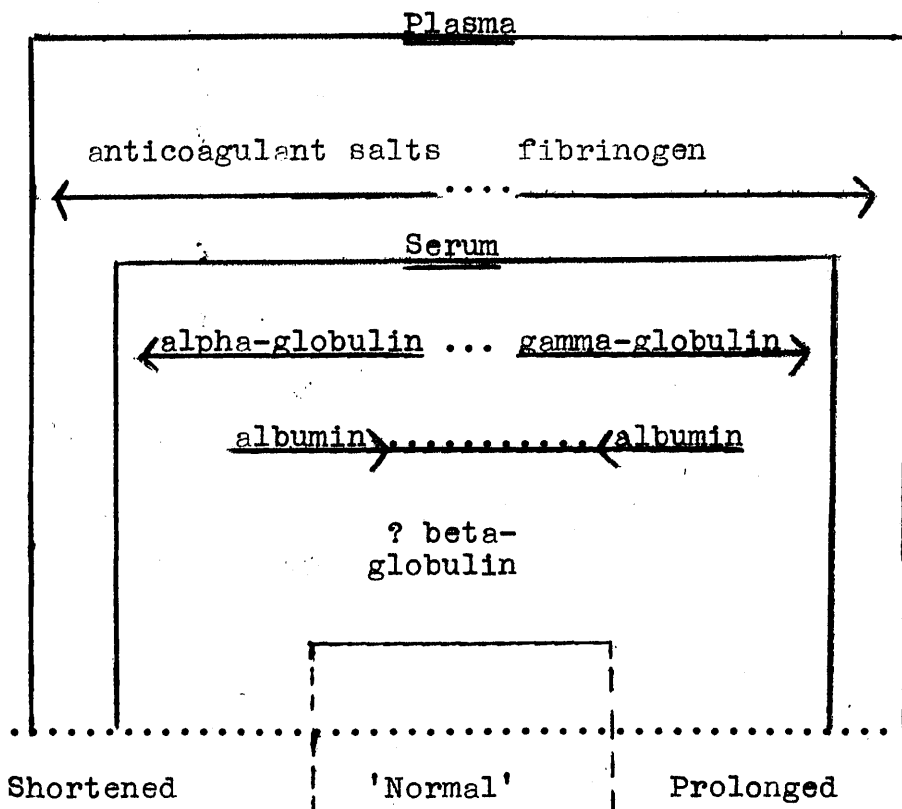 Plasma
anticoagulant salts .... fibrinogen
Serum
alpha-globulin ... gamma-globulin
albumin albumin
? beta-
globulin
Shortened 'Normal' Prolonged